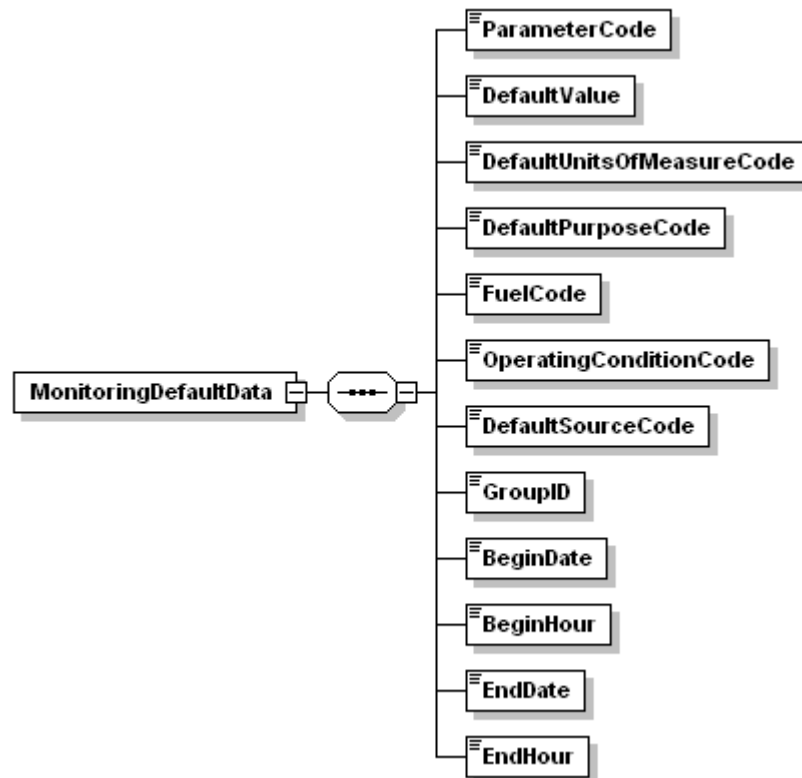 ParameterCode
DefaultValue
DefaultUnitsOfMeasureCode
DefaultPurposeCode
FuelCode
OperatingConditionCode
MonitoringDefaultData
DefaultSourceCode
GroupID
BeginDate
BeginHour
EndDate
EndHour